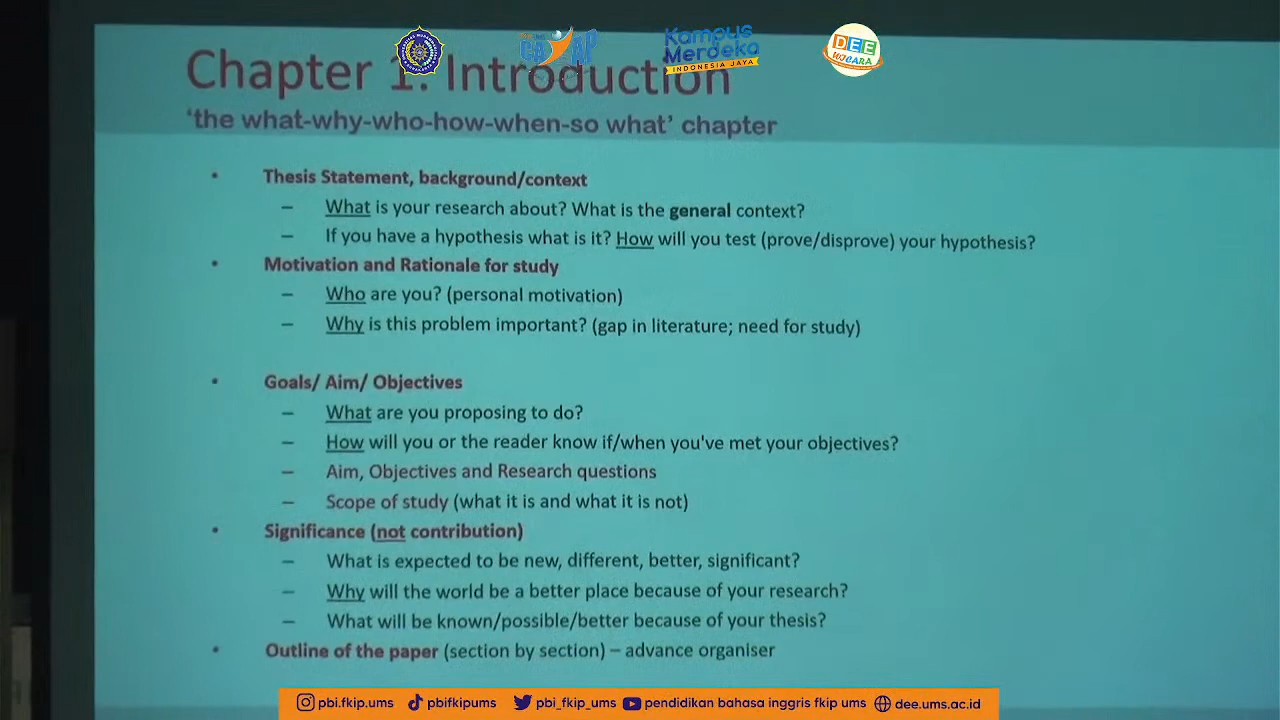 Kampus
Merdeka
INDONESIA JAYA
DEE
WICARA
Chapter 1: Introduction
‘the what-why-who-how-when-so what’ chapter
• Thesis Statement, background/context
– What is your research about? What is the general context?
– If you have a hypothesis what is it? How will you test (prove/disprove) your hypothesis?
• Motivation and Rationale for study
– Who are you? (personal motivation)
– Why is this problem important? (gap in literature; need for study)
• Goals/ Aim/ Objectives
– What are you proposing to do?
– How will you or the reader know if/when you've met your objectives?
– Aim, Objectives and Research questions
– Scope of study (what it is and what it is not)
• Significance (not contribution)
– What is expected to be new, different, better, significant?
– Why will the world be a better place because of your research?
– What will be known/possible/better because of your thesis?
• Outline of the paper (section by section) – advance organiser
pbi.fkip.ums pbifkipums pbi_fkip_ums pendidikan bahasa inggris fkip ums dee.ums.ac.id